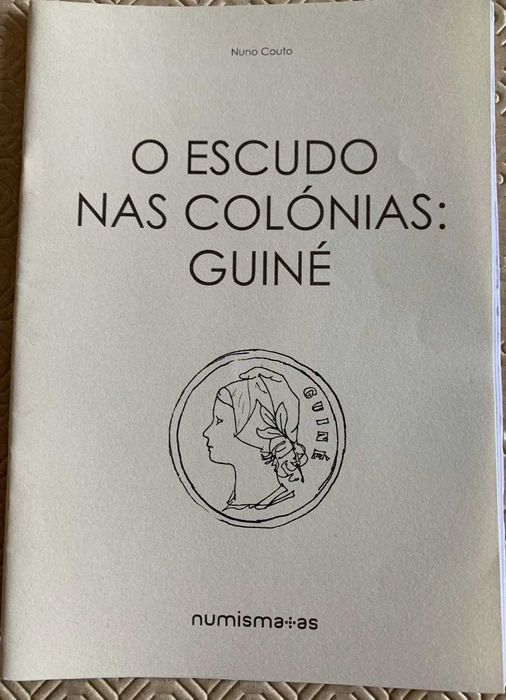 Nuno Couto
O ESCUDO
NAS COLÓNIAS:
GUINÉ
GUINÉ
numismatas